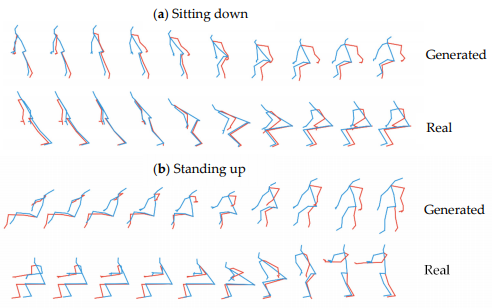 (a) Sitting down
Generated
Real
(b) Standing up
Generated
Real